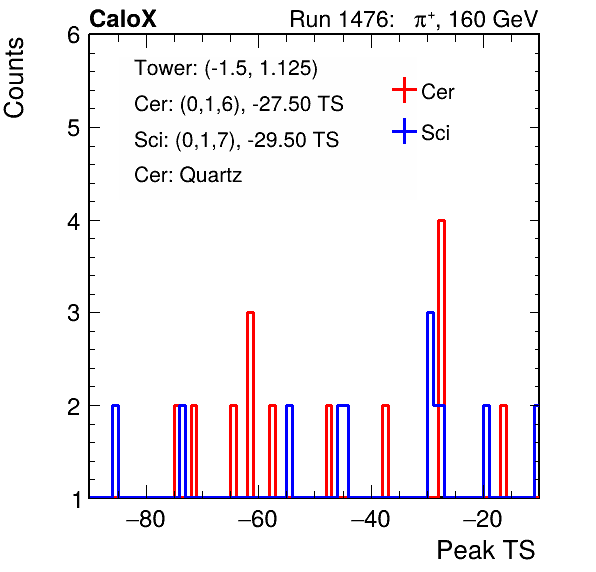 CaloX Run 1476: π⁺, 160 GeV
Counts
Tower: (-1.5, 1.125)
Cer: (0,1,6), -27.50 TS
Sci: (0,1,7), -29.50 TS
Cer: Quartz
Cer
Sci
6
5
4
3
2
1
−80 −60 −40 −20
Peak TS